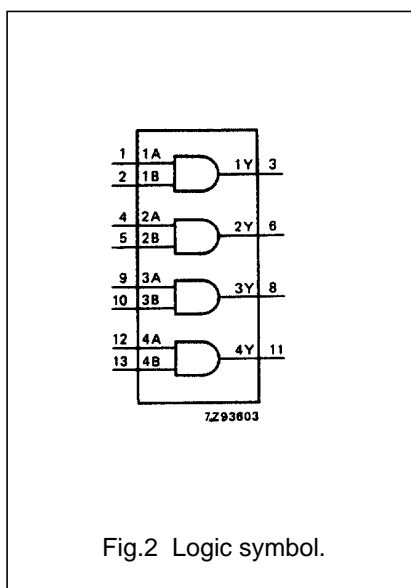 1 1A 1Y 3
2 1B
4 2A 2Y 6
5 2B
9 3A 3Y 8
10 3B
12 4A 4Y 11
13 4B
7Z93603
Fig.2 Logic symbol.